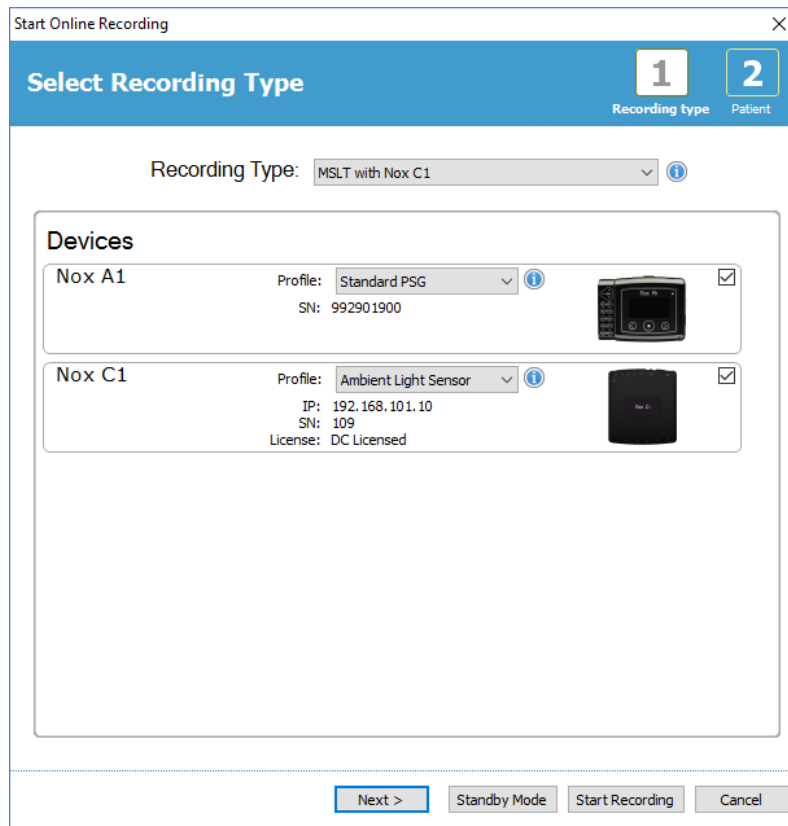 Start Online Recording
Select Recording Type
1
Recording type
2
Patient
Recording Type: MSLT with Nox C1
Devices
Nox A1
Profile: Standard PSG
SN: 992901900
Nox C1
Profile: Ambient Light Sensor
IP: 192.168.101.10
SN: 109
License: DC Licensed
Next > Standby Mode Start Recording Cancel